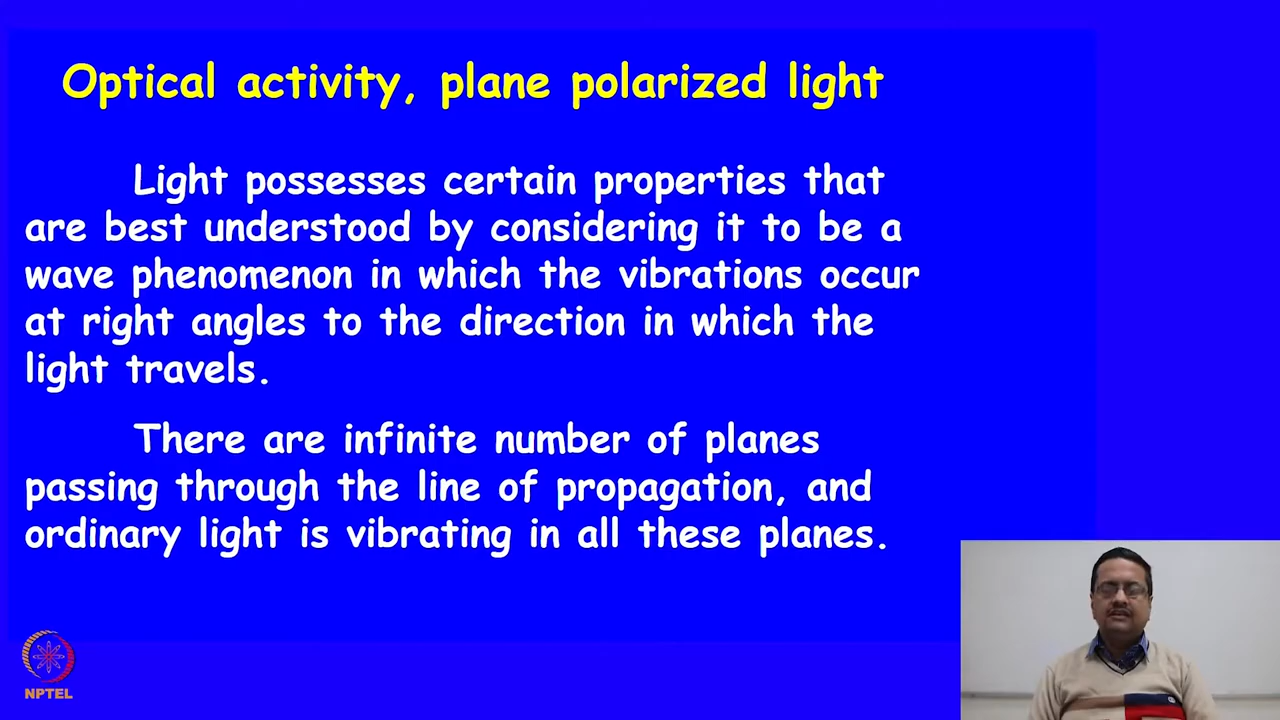 Optical activity, plane polarized light
Light possesses certain properties that
are best understood by considering it to be a
wave phenomenon in which the vibrations occur
at right angles to the direction in which the
light travels.
There are infinite number of planes
passing through the line of propagation, and
ordinary light is vibrating in all these planes.
NPTEL